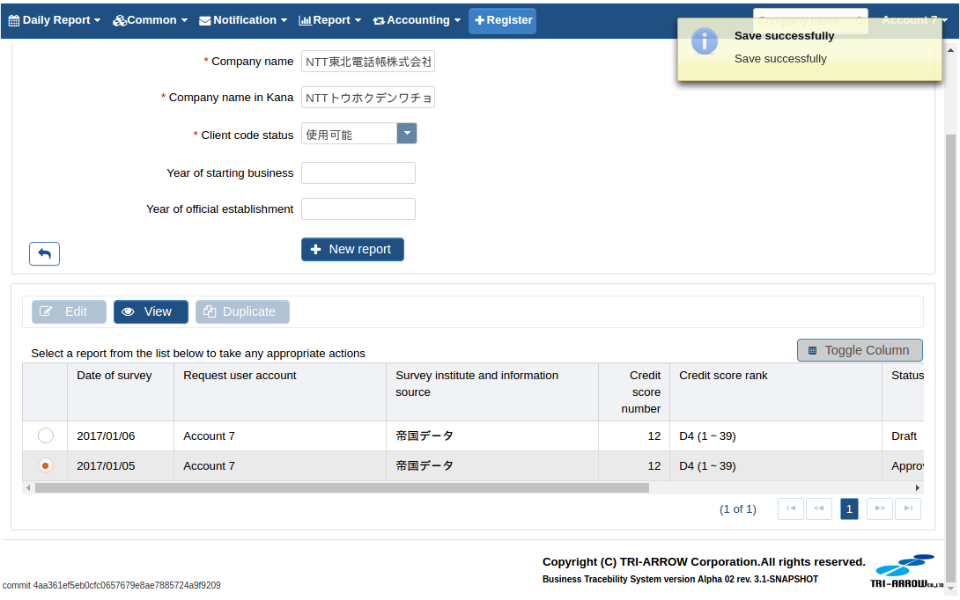 Daily Report Common Notification Report Accounting Register Company name Account 7
Save successfully
Save successfully
* Company name NTT東北電話帳株式会社
* Company name in Kana NTTトウホクデンワチョ
* Client code status 使用可能
Year of starting business
Year of official establishment
New report
Edit View Duplicate
Select a report from the list below to take any appropriate actions
Toggle Column
Date of survey Request user account Survey institute and information source Credit score number Credit score rank Status
2017/01/06 Account 7 帝国データ 12 D4 (1 ~ 39) Draft
2017/01/05 Account 7 帝国データ 12 D4 (1 ~ 39) Approv
(1 of 1) 1
Copyright (C) TRI-ARROW Corporation.All rights reserved.
Business Tracebility System version Alpha 02 rev. 3.1-SNAPSHOT
TRI-ARROW Co.,LTD
commit 4aa361ef5eb0cfc0657679e8ae7885724a9f9209